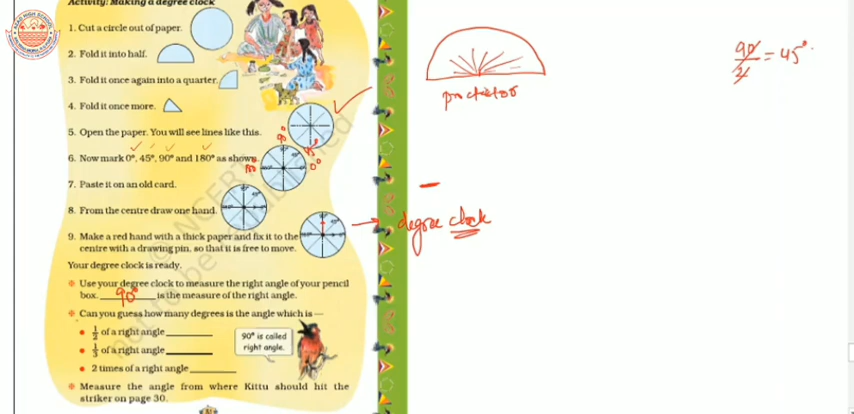 Activity: Making a degree clock
1. Cut a circle out of paper.
2. Fold it into half.
3. Fold it once again into a quarter.
4. Fold it once more.
5. Open the paper. You will see lines like this.
6. Now mark 0°, 45°, 90° and 180° as shown.
90°
45°
0°
180°
7. Paste it on an old card.
8. From the centre draw one hand.
9. Make a red hand with a thick paper and fix it to the
centre with a drawing pin, so that it is free to move.
Your degree clock is ready.
* Use your degree clock to measure the right angle of your pencil
box. 90° is the measure of the right angle.
* Can you guess how many degrees is the angle which is —
• of a right angle
• of a right angle
• 2 times of a right angle
90° is called
right angle.
* Measure the angle from where Kittu should hit the
striker on page 30.
degree clock
90/2 = 45°